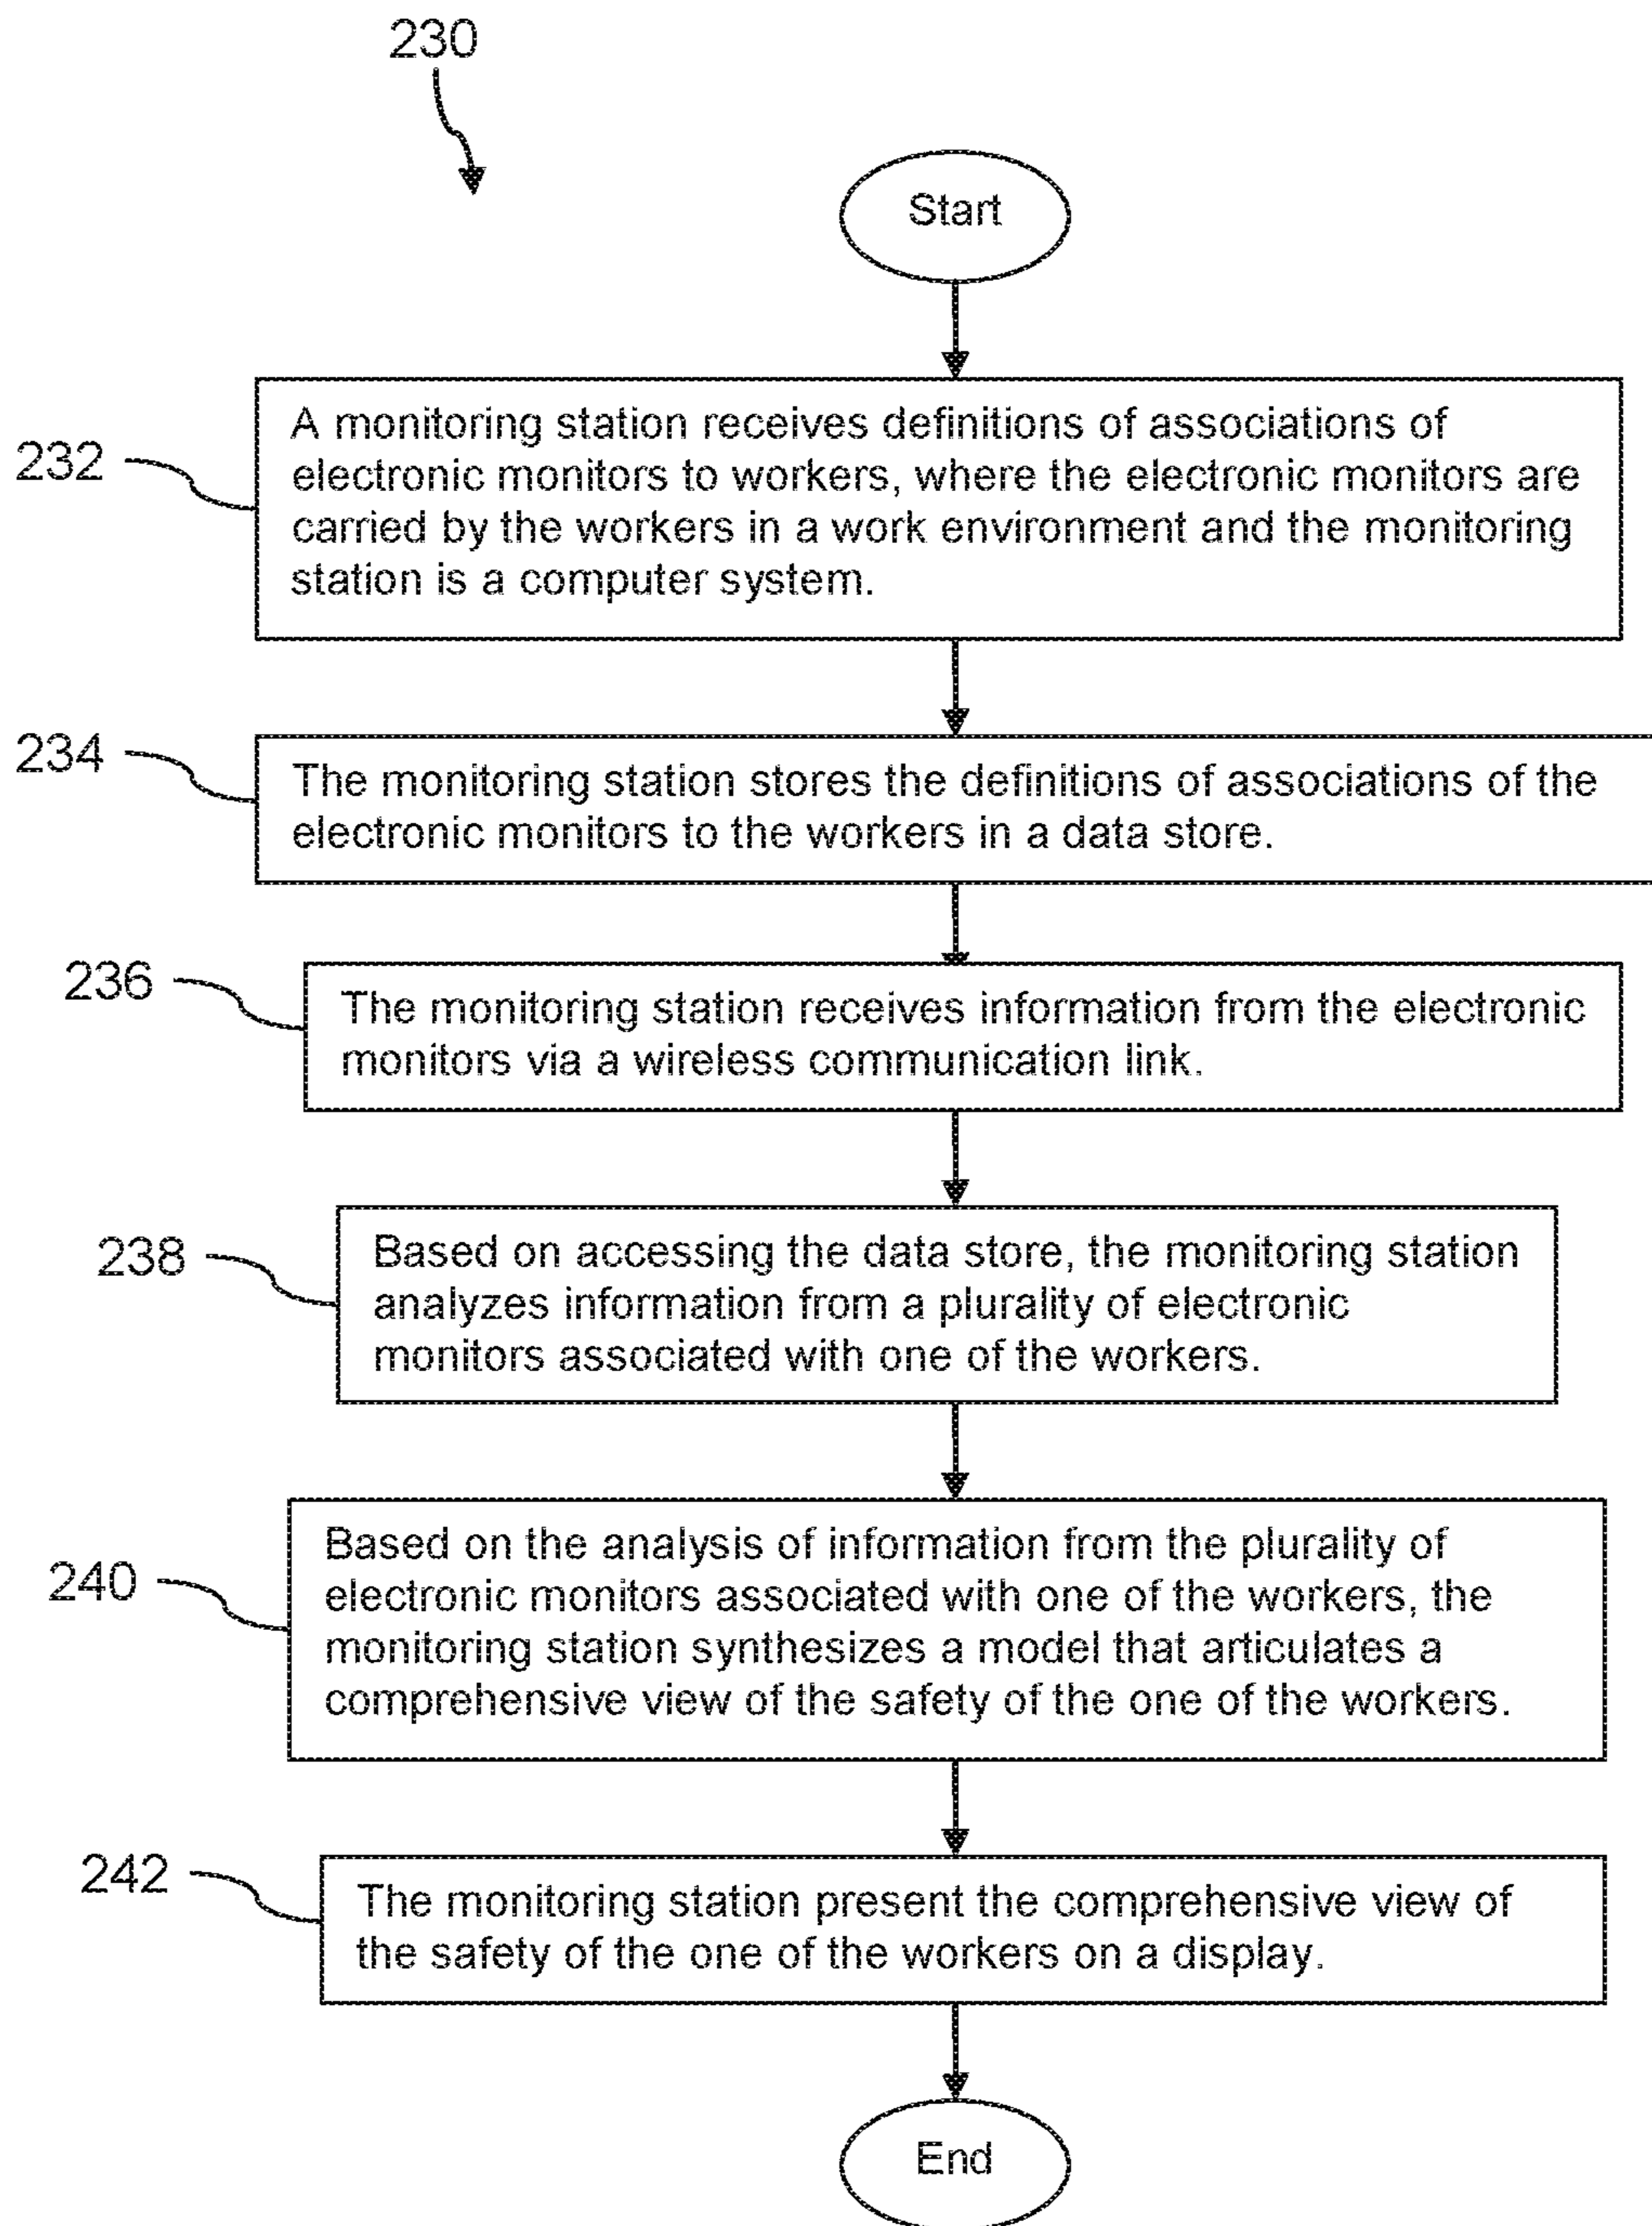 230
Start
232
A monitoring station receives definitions of associations of
electronic monitors to workers, where the electronic monitors are
carried by the workers in a work environment and the monitoring
station is a computer system.
234
The monitoring station stores the definitions of associations of the
electronic monitors to the workers in a data store.
236
The monitoring station receives information from the electronic
monitors via a wireless communication link.
238
Based on accessing the data store, the monitoring station
analyzes information from a plurality of electronic
monitors associated with one of the workers.
240
Based on the analysis of information from the plurality of
electronic monitors associated with one of the workers, the
monitoring station synthesizes a model that articulates a
comprehensive view of the safety of the one of the workers.
242
The monitoring station present the comprehensive view of
the safety of the one of the workers on a display.
End